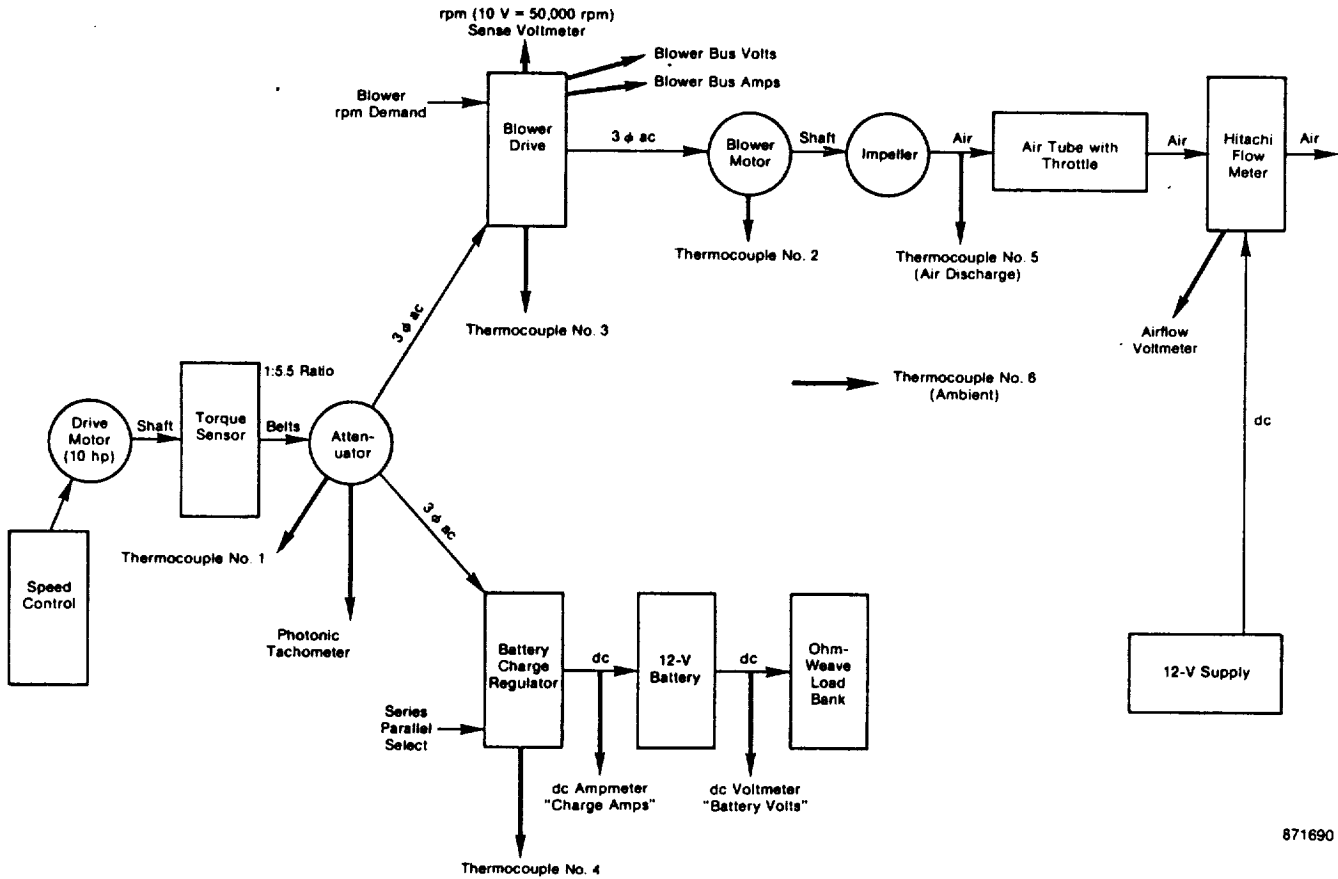 rpm (10 V = 50,000 rpm)
Sense Voltmeter
Blower Bus Volts
Blower Bus Amps
Blower
rpm Demand
Blower
Drive
3 ϕ ac
Blower
Motor
Shaft
Impeller
Air
Air Tube with
Throttle
Air
Hitachi
Flow
Meter
Air
Thermocouple No. 2
Thermocouple No. 5
(Air Discharge)
Thermocouple No. 3
3 ϕ ac
Airflow
Voltmeter
Thermocouple No. 6
(Ambient)
dc
1:5.5 Ratio
Drive
Motor
(10 hp)
Shaft
Torque
Sensor
Belts
Atten-
uator
3 ϕ ac
Thermocouple No. 1
Speed
Control
Photonic
Tachometer
Battery
Charge
Regulator
dc
12-V
Battery
dc
Ohm-
Weave
Load
Bank
12-V Supply
Series
Parallel
Select
dc Ampmeter
"Charge Amps"
dc Voltmeter
"Battery Volts"
Thermocouple No. 4
871690